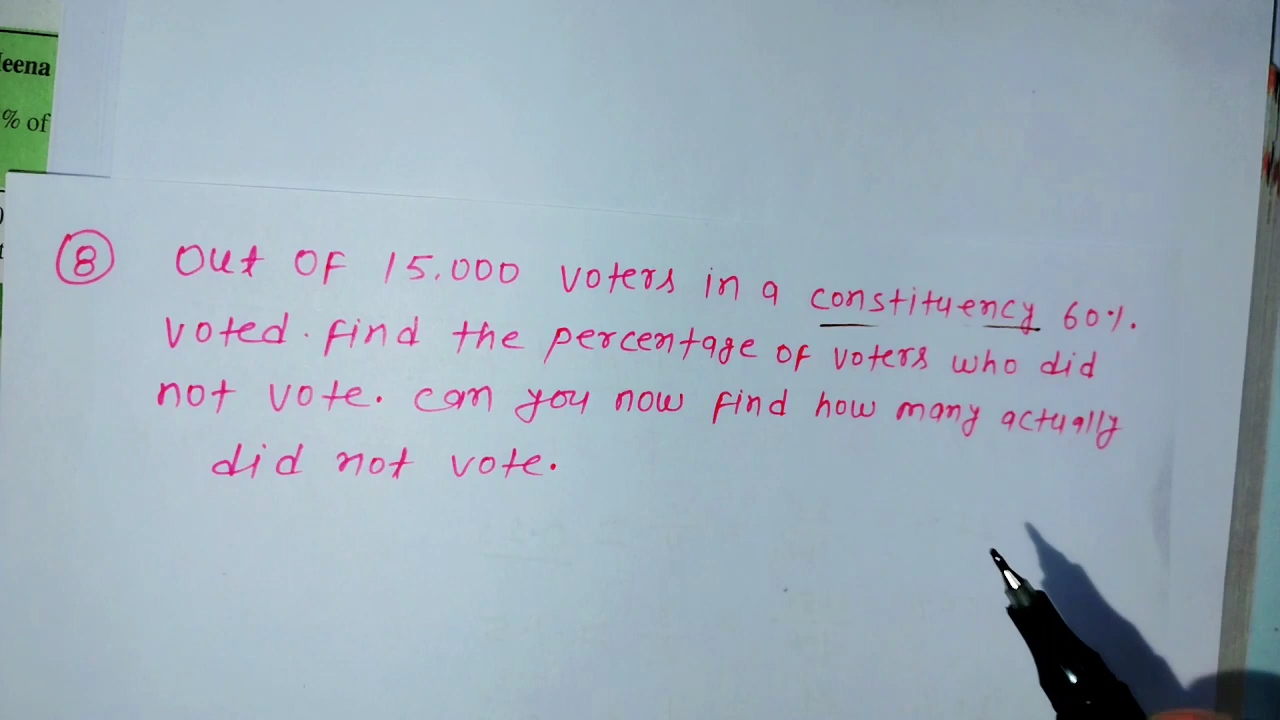 eena
% of
8 Out OF 15.000 voters in a constituency 60%.
voted. find the percentage of voters who did
not vote. can you now find how many actually
did not vote.